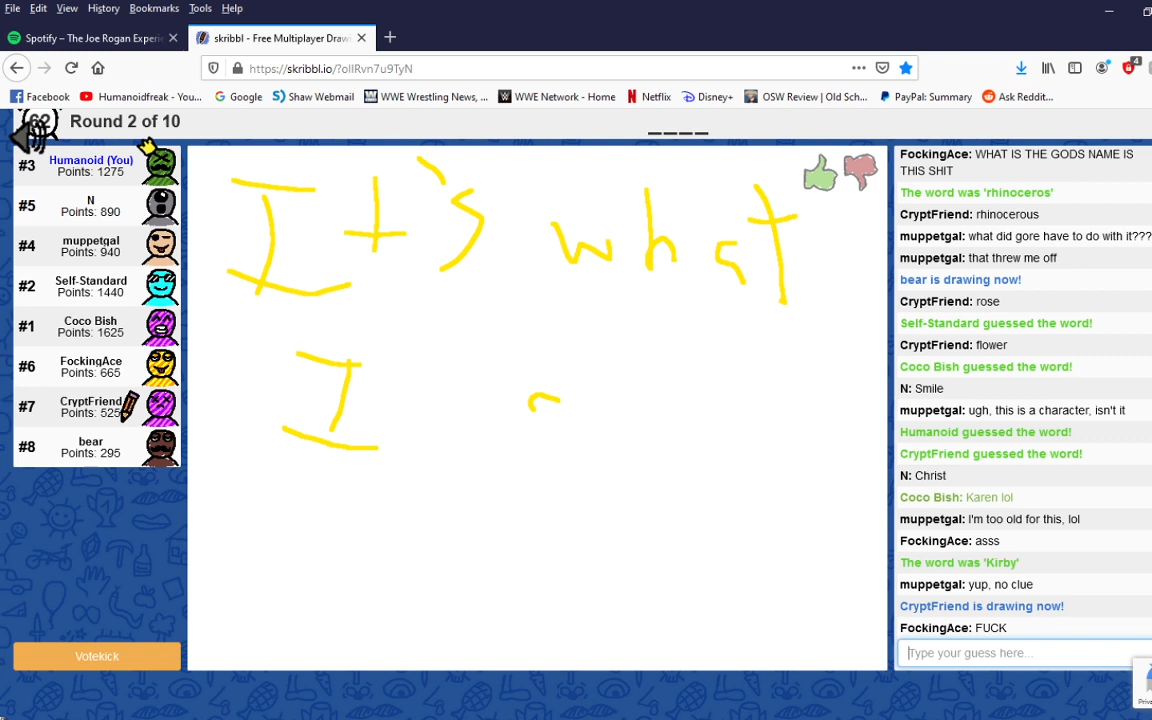 File Edit View History Bookmarks Tools Help
Spotify – The Joe Rogan Experi
skribbl - Free Multiplayer Drawi
https://skribbl.io/?olIRvn7u9TyN
Facebook Humanoidfreak - You... Google Shaw Webmail WWE Wrestling News, ... WWE Network - Home Netflix Disney+ OSW Review | Old Sch... PayPal: Summary Ask Reddit... 4
62 Round 2 of 10 _ _ _ _
#3 Humanoid (You)
Points: 1275
#5 N
Points: 890
#4 muppetgal
Points: 940
#2 Self-Standard
Points: 1440
#1 Coco Bish
Points: 1625
#6 FockingAce
Points: 665
#7 CryptFriend
Points: 525
#8 bear
Points: 295
Votekick
It's what
I
FockingAce: WHAT IS THE GODS NAME IS
THIS SHIT
The word was 'rhinoceros'
CryptFriend: rhinocerous
muppetgal: what did gore have to do with it???
muppetgal: that threw me off
bear is drawing now!
CryptFriend: rose
Self-Standard guessed the word!
CryptFriend: flower
Coco Bish guessed the word!
N: Smile
muppetgal: ugh, this is a character, isn't it
Humanoid guessed the word!
CryptFriend guessed the word!
N: Christ
Coco Bish: Karen lol
muppetgal: I'm too old for this, lol
FockingAce: asss
The word was 'Kirby'
muppetgal: yup, no clue
CryptFriend is drawing now!
FockingAce: FUCK
Type your guess here...
Priva